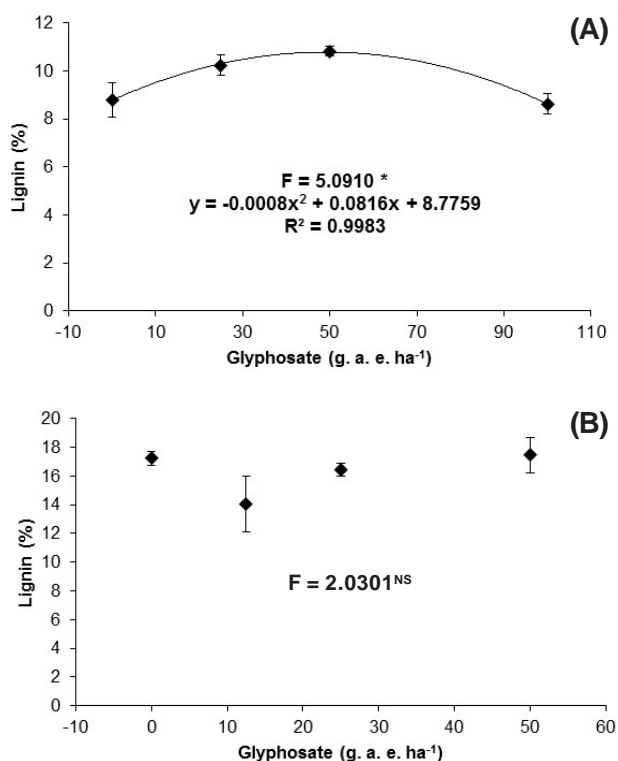 (A)
12
10
8
6
4
2
0
Lignin (%)
F = 5.0910 *
y = -0.0008x² + 0.0816x + 8.7759
R² = 0.9983
-10 10 30 50 70 90 110
Glyphosate (g. a. e. ha⁻¹)
(B)
20
18
16
14
12
10
8
6
4
2
0
Lignin (%)
F = 2.0301ᴺˢ
-10 0 10 20 30 40 50 60
Glyphosate (g. a. e. ha⁻¹)